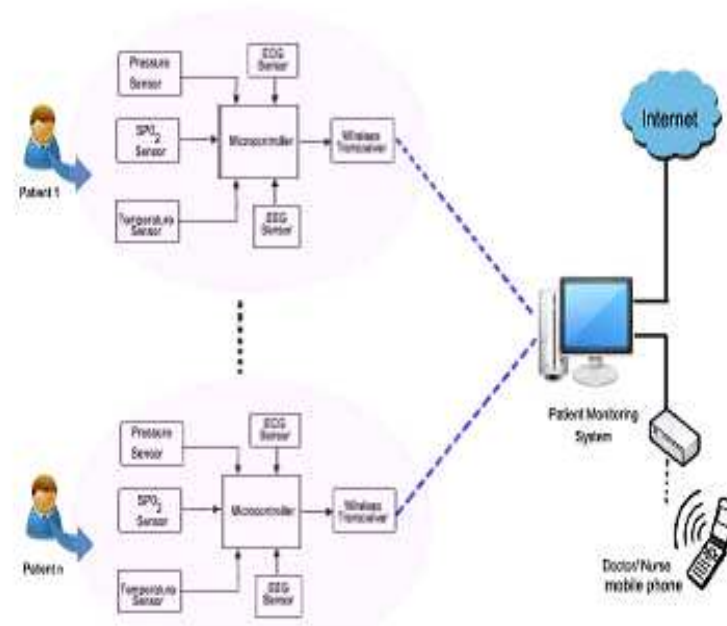 ECG
Sensor
Pressure
Sensor
SPO2
Sensor
Microcontroller
Wireless
Transceiver
Temperature
Sensor
EEG
Sensor
Patient 1
Internet
Patient Monitoring
System
ECG
Sensor
Pressure
Sensor
SPO2
Sensor
Microcontroller
Wireless
Transceiver
Temperature
Sensor
EEG
Sensor
Patient n
Doctor/ Nurse
mobile phone